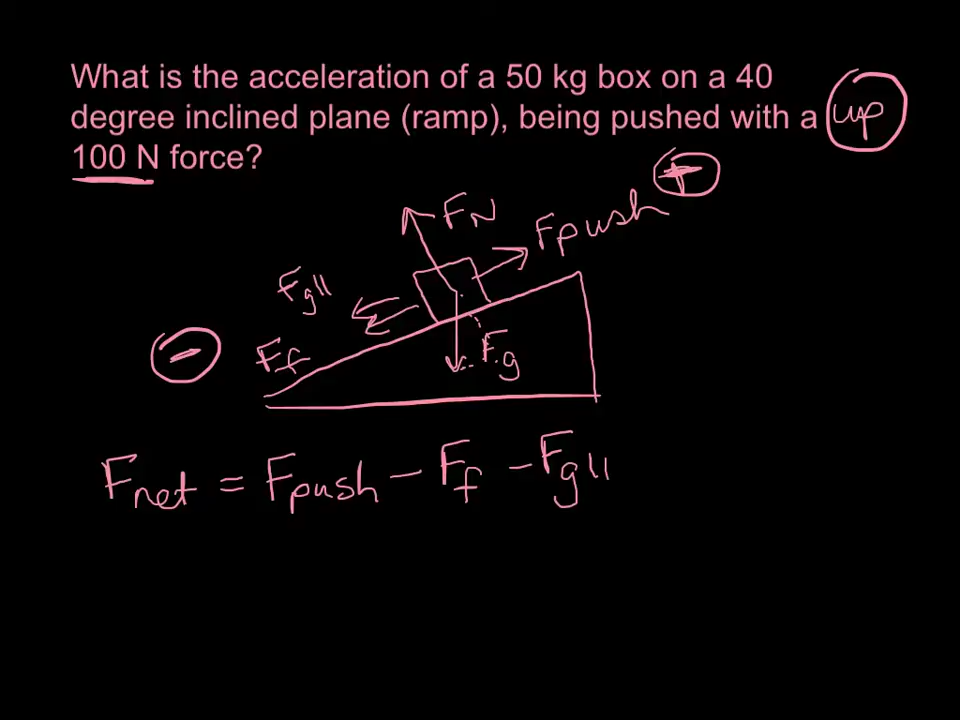 What is the acceleration of a 50 kg box on a 40
degree inclined plane (ramp), being pushed with a up
100 N force?
+
FN
Fpush
Fg||
-
Ff
Fg
Fnet = Fpush - Ff - Fg||